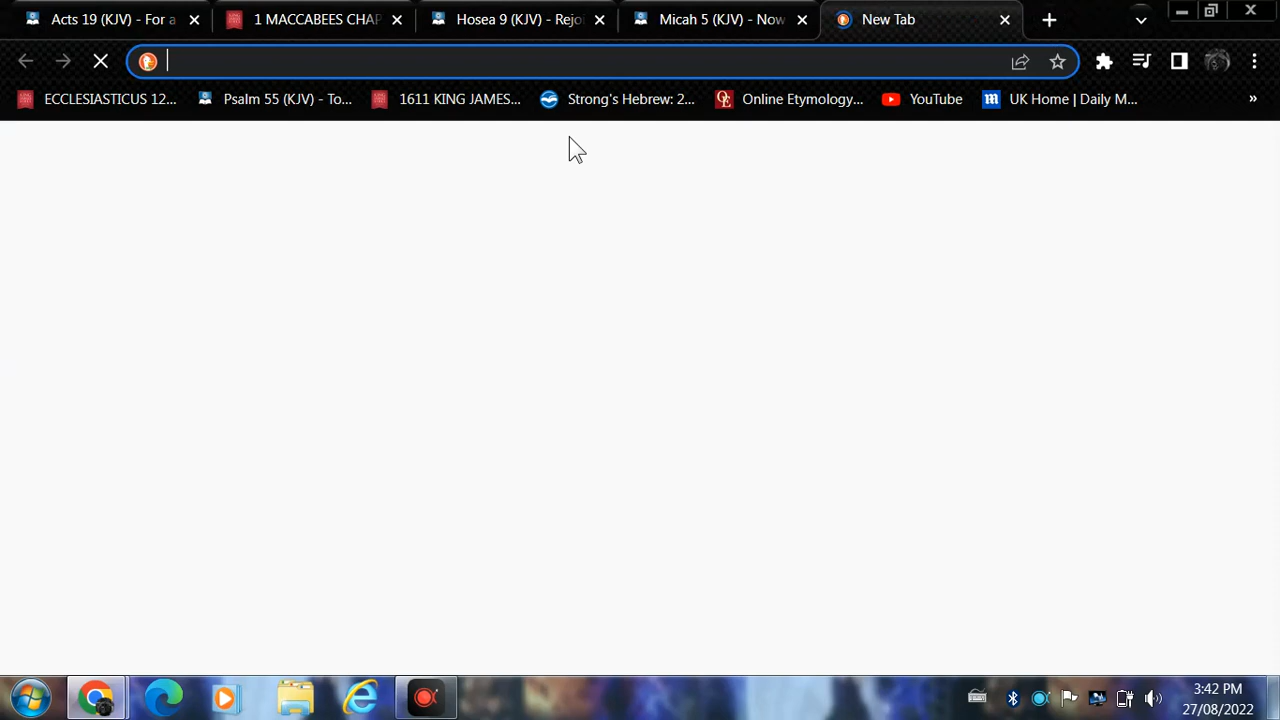 Acts 19 (KJV) - For a
1 MACCABEES CHAP
Hosea 9 (KJV) - Rejo
Micah 5 (KJV) - Now
New Tab
ECCLESIASTICUS 12...
Psalm 55 (KJV) - To...
1611 KING JAMES...
Strong's Hebrew: 2...
Online Etymology...
YouTube
UK Home | Daily M...
3:42 PM
27/08/2022